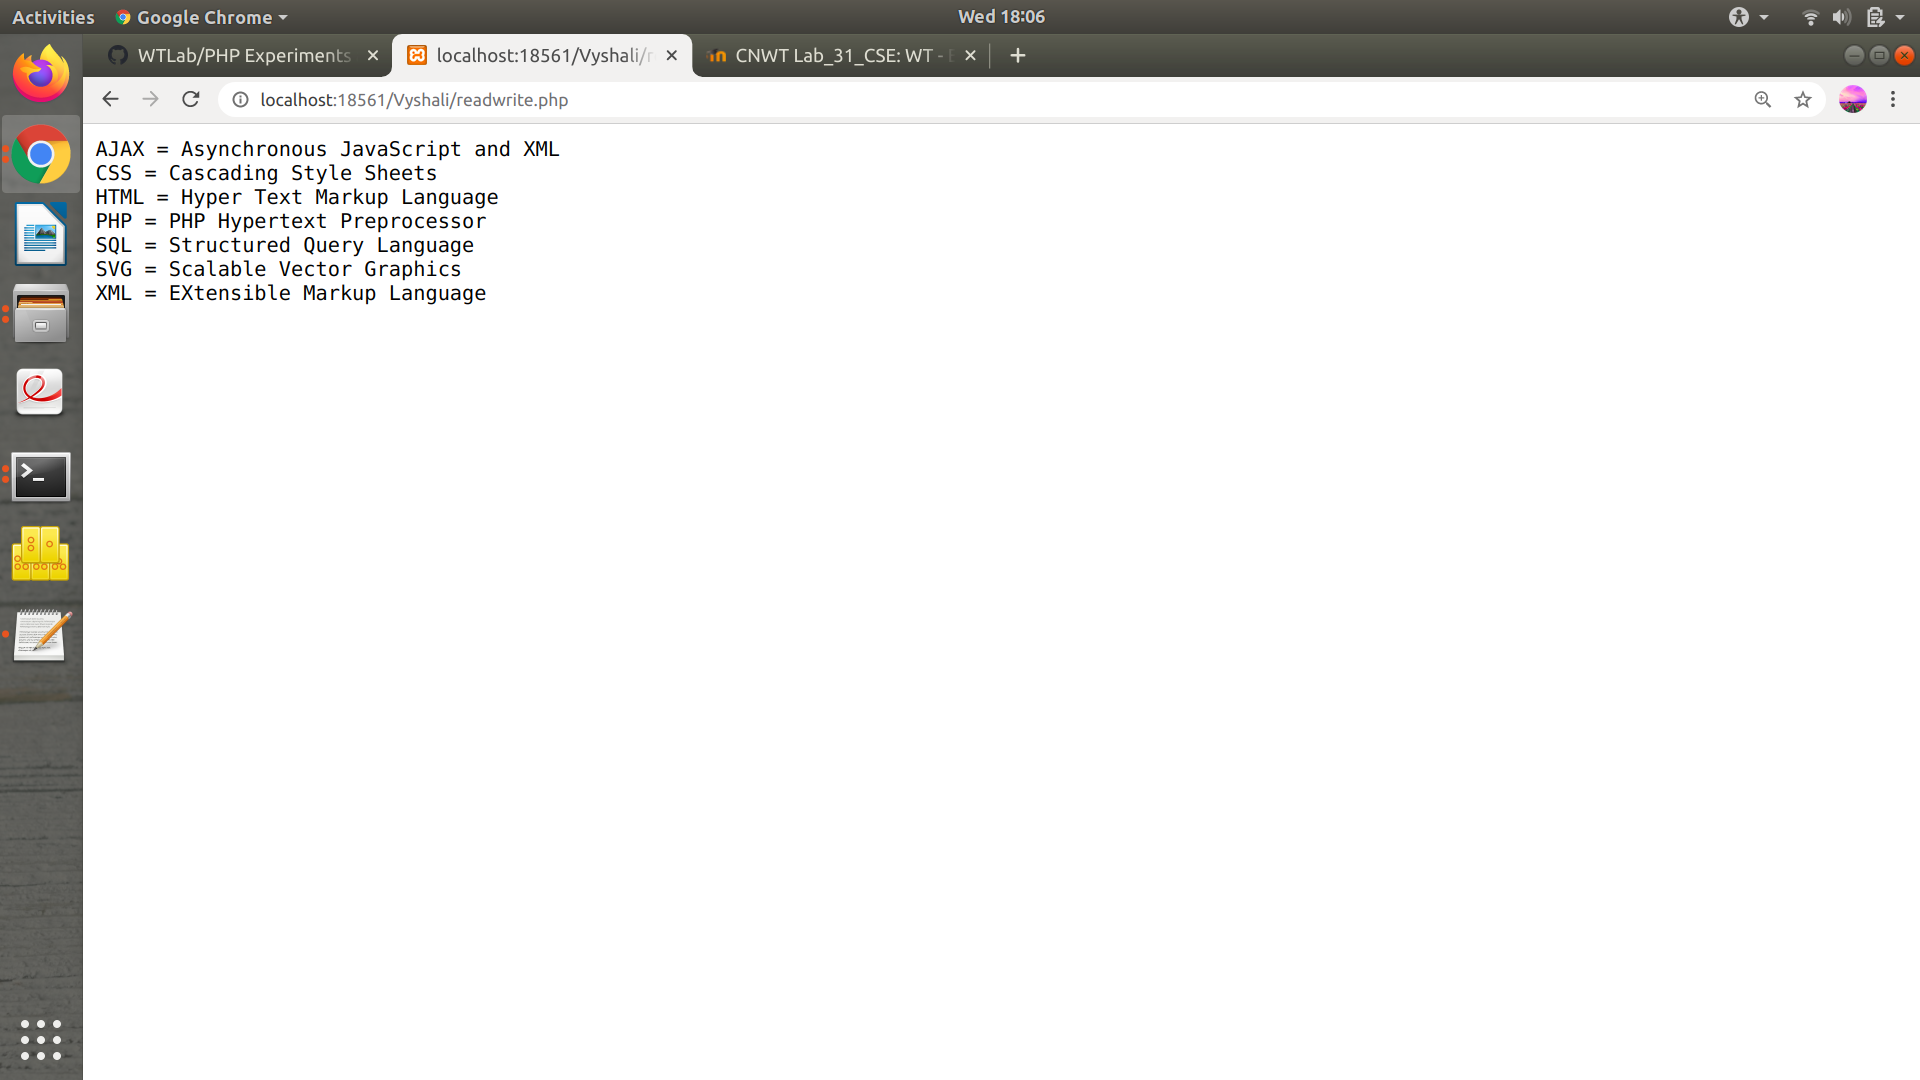 Activities
Google Chrome
Wed 18:06
WTLab/PHP Experiments
localhost:18561/Vyshali/r
CNWT Lab_31_CSE: WT -
localhost:18561/Vyshali/readwrite.php
AJAX = Asynchronous JavaScript and XML
CSS = Cascading Style Sheets
HTML = Hyper Text Markup Language
PHP = PHP Hypertext Preprocessor
SQL = Structured Query Language
SVG = Scalable Vector Graphics
XML = EXtensible Markup Language